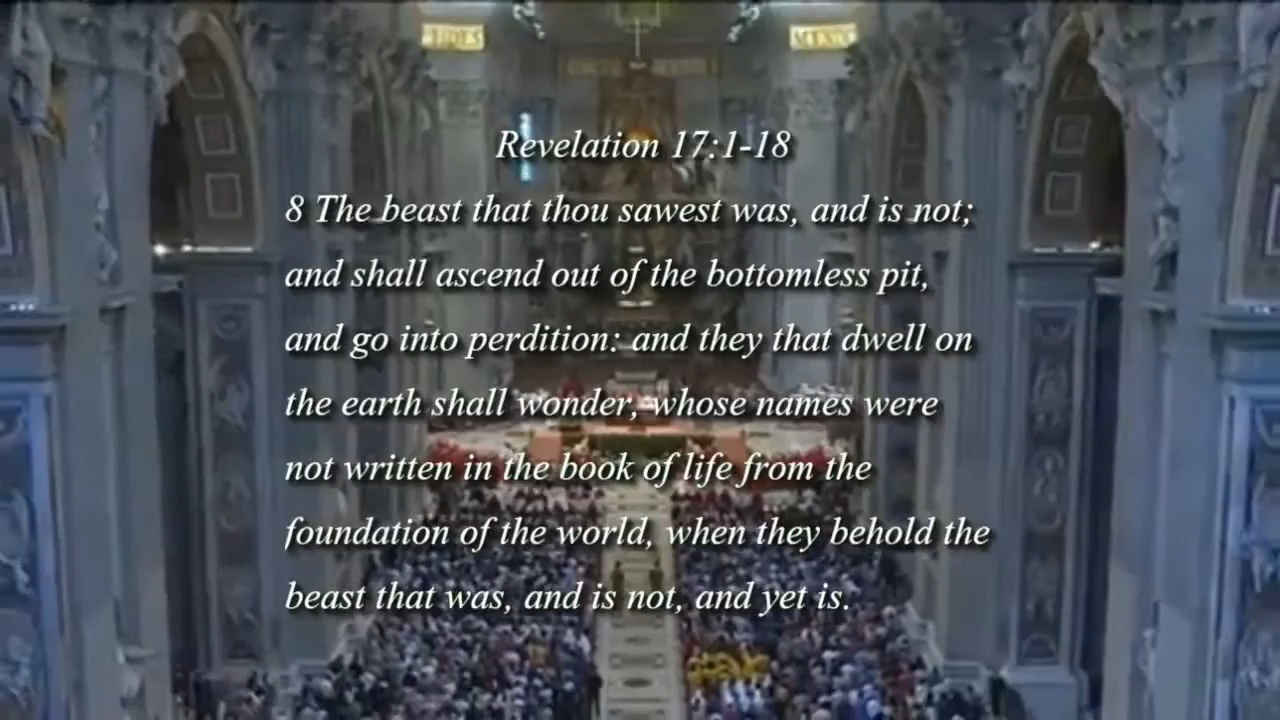 Revelation 17:1-18
8 The beast that thou sawest was, and is not;
and shall ascend out of the bottomless pit,
and go into perdition: and they that dwell on
the earth shall wonder, whose names were
not written in the book of life from the
foundation of the world, when they behold the
beast that was, and is not, and yet is.